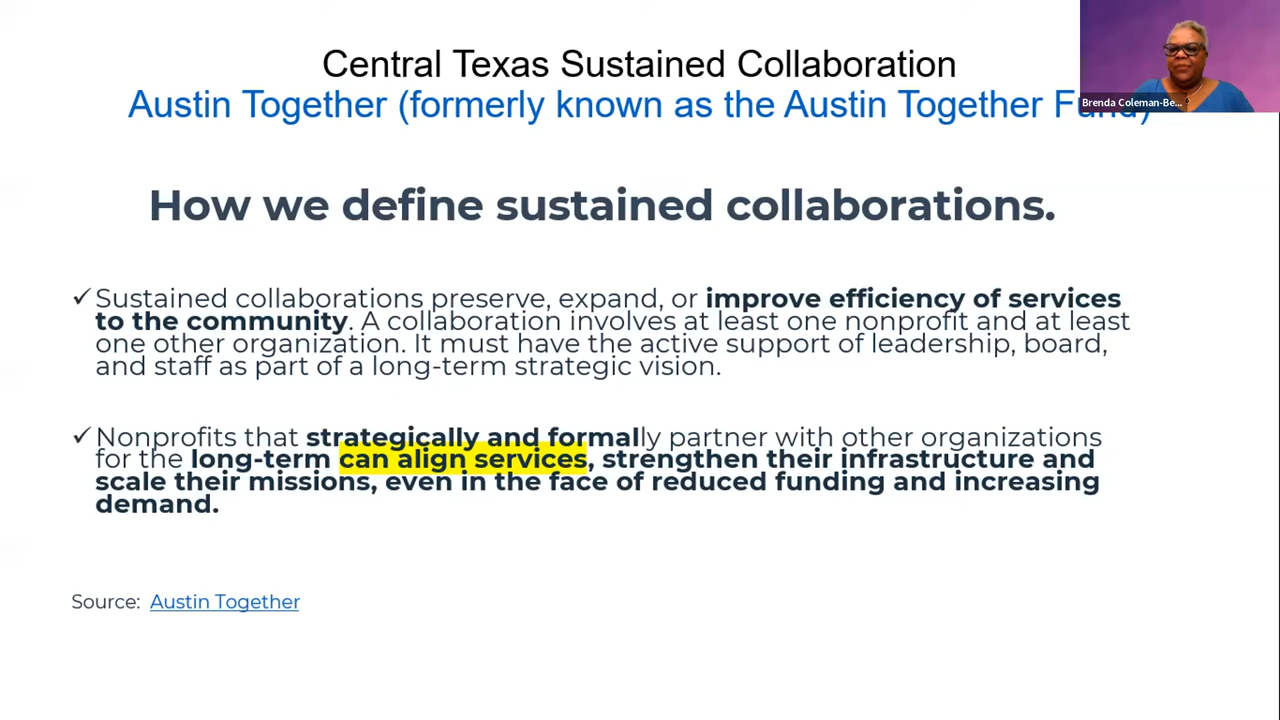 Central Texas Sustained Collaboration
Austin Together (formerly known as the Austin Together Fund)
Brenda Coleman-Be...
How we define sustained collaborations.
✓ Sustained collaborations preserve, expand, or improve efficiency of services
to the community. A collaboration involves at least one nonprofit and at least
one other organization. It must have the active support of leadership, board,
and staff as part of a long-term strategic vision.
✓ Nonprofits that strategically and formally partner with other organizations
for the long-term can align services, strengthen their infrastructure and
scale their missions, even in the face of reduced funding and increasing
demand.
Source: Austin Together